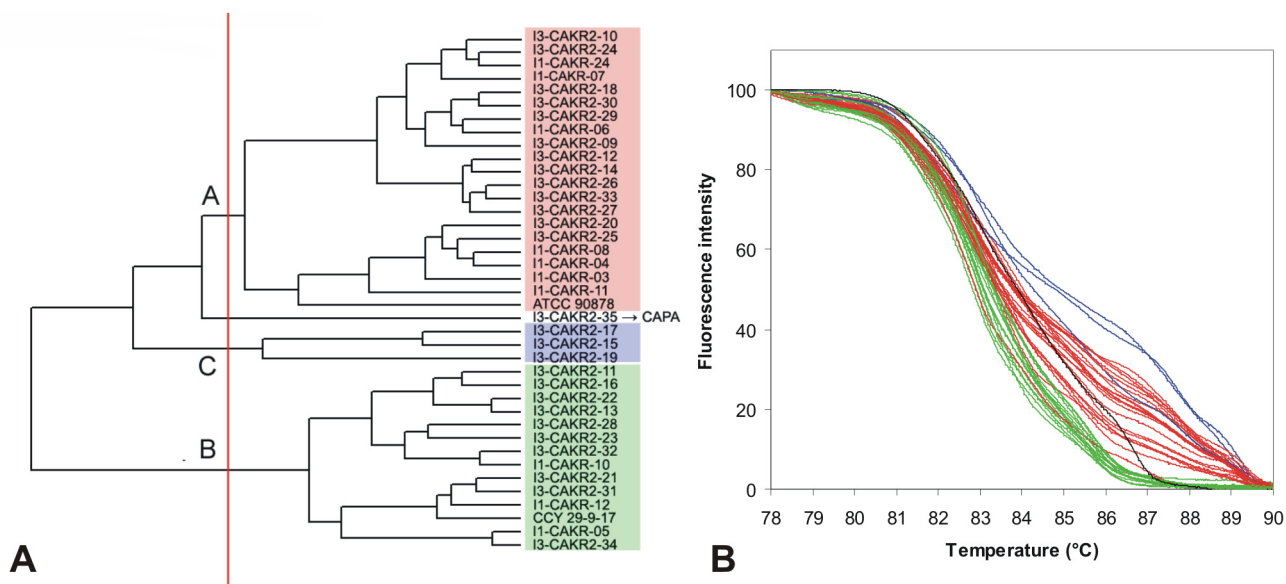 I3-CAKR2-10
I3-CAKR2-24
I1-CAKR-24
I1-CAKR-07
I3-CAKR2-18
I3-CAKR2-30
I3-CAKR2-29
I1-CAKR-06
I3-CAKR2-09
I3-CAKR2-12
I3-CAKR2-14
I3-CAKR2-26
I3-CAKR2-33
I3-CAKR2-27
I3-CAKR2-20
I3-CAKR2-25
I1-CAKR-08
I1-CAKR-04
I1-CAKR-03
I1-CAKR-11
ATCC 90878
I3-CAKR2-35 → CAPA
I3-CAKR2-17
I3-CAKR2-15
I3-CAKR2-19
I3-CAKR2-11
I3-CAKR2-16
I3-CAKR2-22
I3-CAKR2-13
I3-CAKR2-28
I3-CAKR2-23
I3-CAKR2-32
I1-CAKR-10
I3-CAKR2-21
I3-CAKR2-31
I1-CAKR-12
CCY 29-9-17
I1-CAKR-05
I3-CAKR2-34
A
C
B
A
Fluorescence intensity
100
80
60
40
20
0
78 79 80 81 82 83 84 85 86 87 88 89 90
Temperature (°C)
B